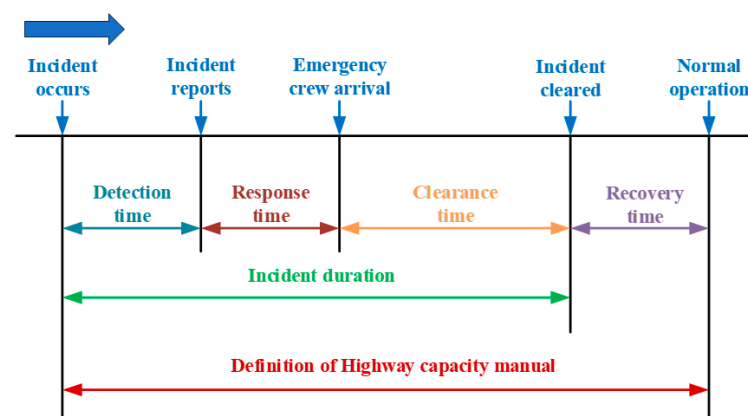 Incident
occurs
Incident
reports
Emergency
crew arrival
Incident
cleared
Normal
operation
Detection
time
Response
time
Clearance
time
Recovery
time
Incident duration
Definition of Highway capacity manual